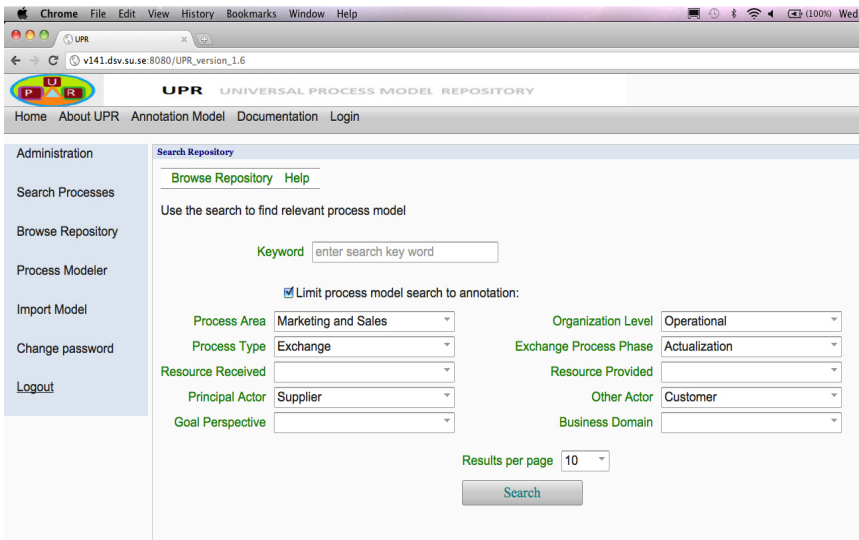 Chrome File Edit View History Bookmarks Window Help (100%) Wed
UPR
v141.dsv.su.se:8080/UPR_version_1.6
U P R UPR UNIVERSAL PROCESS MODEL REPOSITORY
Home About UPR Annotation Model Documentation Login
Administration
Search Processes
Browse Repository
Process Modeler
Import Model
Change password
Logout
Search Repository
Browse Repository Help
Use the search to find relevant process model
Keyword enter search key word
Limit process model search to annotation:
Process Area Marketing and Sales Organization Level Operational
Process Type Exchange Exchange Process Phase Actualization
Resource Received Resource Provided
Principal Actor Supplier Other Actor Customer
Goal Perspective Business Domain
Results per page 10
Search